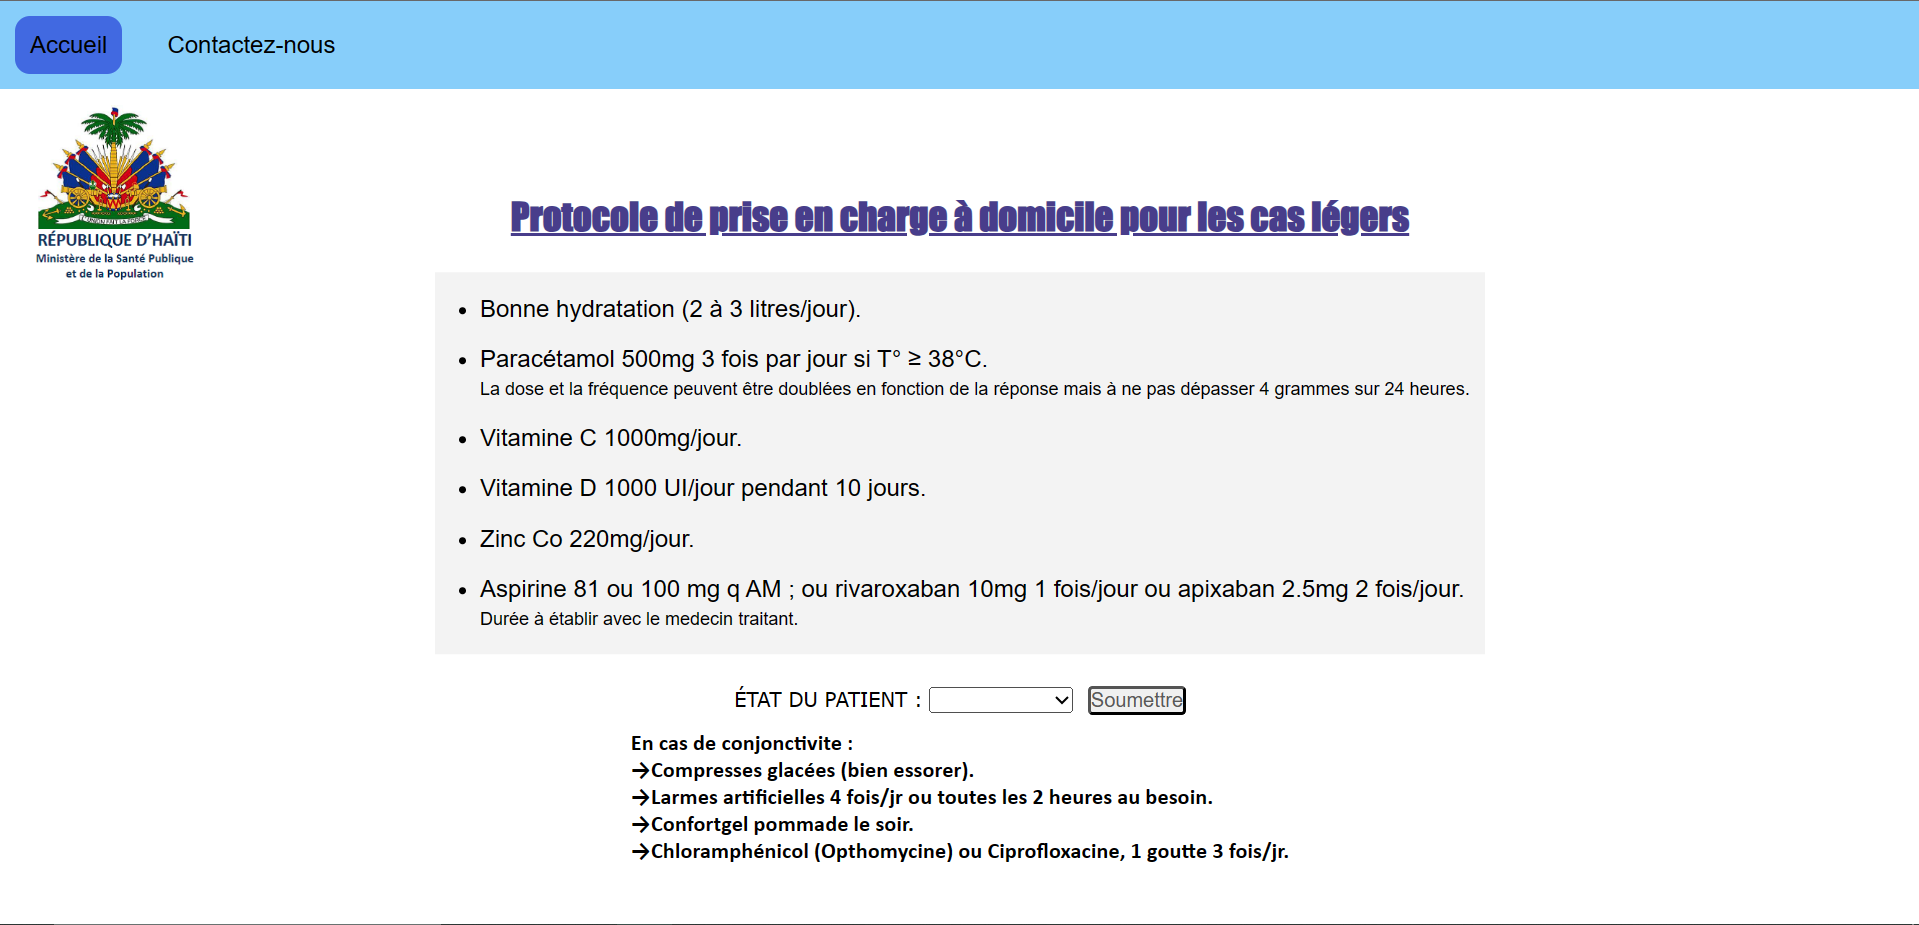 Accueil
Contactez-nous
L'UNION FAIT LA FORCE
RÉPUBLIQUE D'HAÏTI
Ministère de la Santé Publique
et de la Population
Protocole de prise en charge à domicile pour les cas légers
• Bonne hydratation (2 à 3 litres/jour).
• Paracétamol 500mg 3 fois par jour si T° ≥ 38°C.
La dose et la fréquence peuvent être doublées en fonction de la réponse mais à ne pas dépasser 4 grammes sur 24 heures.
• Vitamine C 1000mg/jour.
• Vitamine D 1000 UI/jour pendant 10 jours.
• Zinc Co 220mg/jour.
• Aspirine 81 ou 100 mg q AM ; ou rivaroxaban 10mg 1 fois/jour ou apixaban 2.5mg 2 fois/jour.
Durée à établir avec le medecin traitant.
ÉTAT DU PATIENT :
Soumettre
En cas de conjonctivite :
→Compresses glacées (bien essorer).
→Larmes artificielles 4 fois/jr ou toutes les 2 heures au besoin.
→Confortgel pommade le soir.
→Chloramphénicol (Opthomycine) ou Ciprofloxacine, 1 goutte 3 fois/jr.